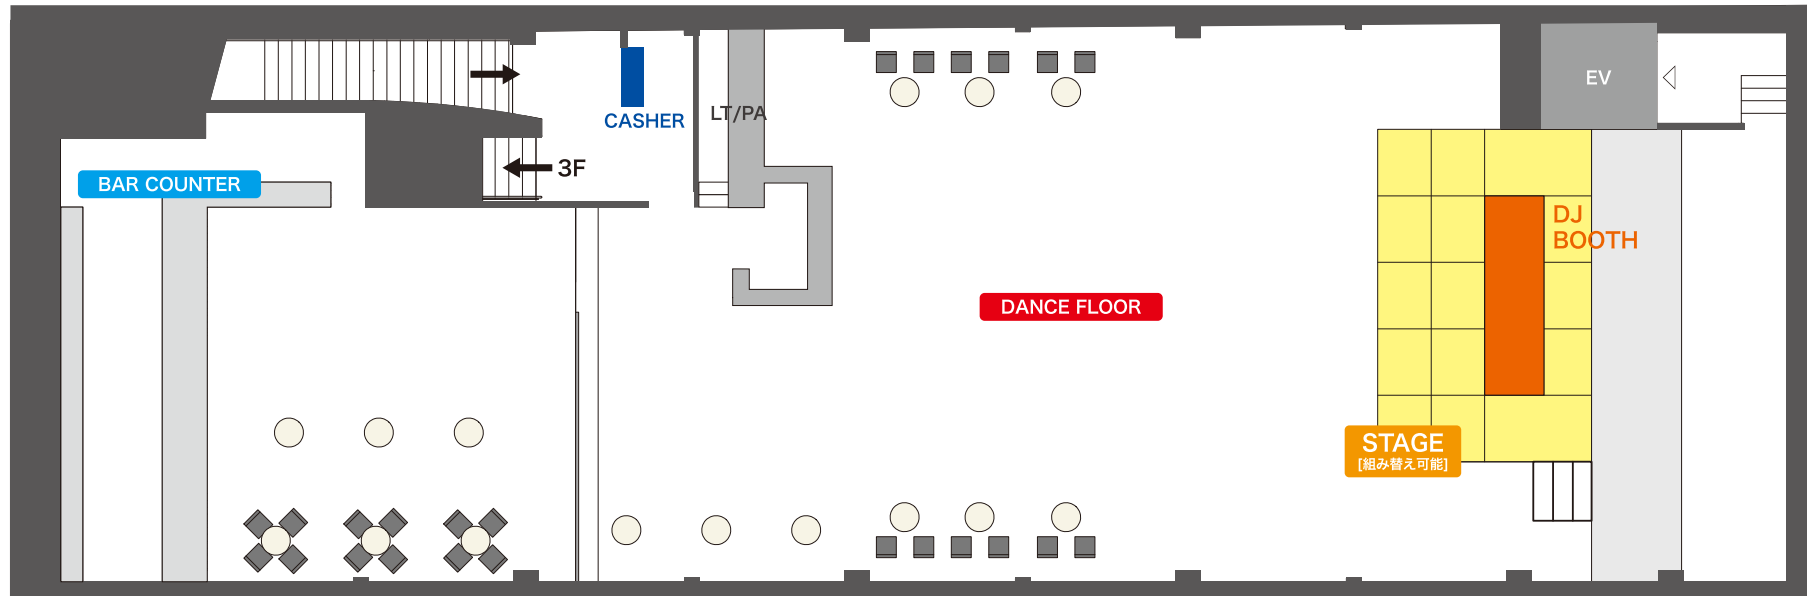 EV
CASHER
LT/PA
3F
BAR COUNTER
DJ
BOOTH
DANCE FLOOR
STAGE
[組み替え可能]